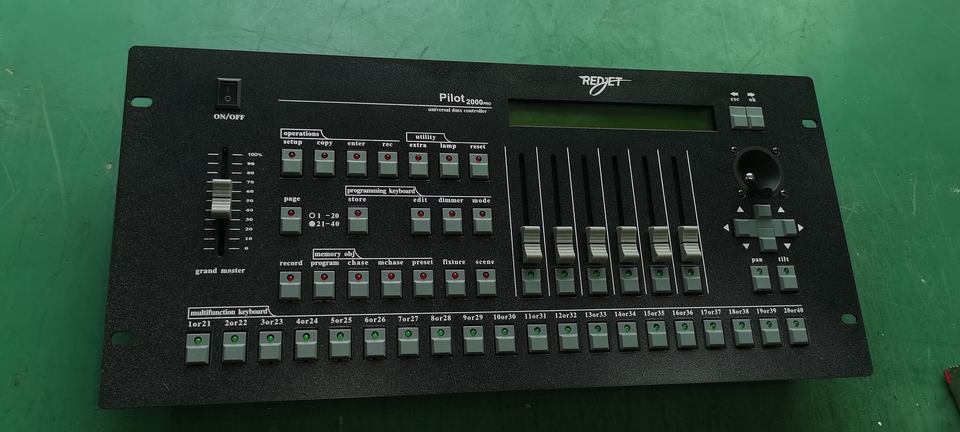 REDJET
Pilot 2000 PRO
universal dmx controller
esc ok
ON/OFF
operations utility
setup copy enter rec extra lamp reset
100%
90
80
70
60
50
40
30
20
10
0
grand master
programming keyboard
page store edit dimmer mode
1 -20
21-40
memory obj
record program chase mchase preset fixture scene
pan tilt
multifunction keyboard
1or21 2or22 3or23 4or24 5or25 6or26 7or27 8or28 9or29 10or30 11or31 12or32 13or33 14or34 15or35 16or36 17or37 18or38 19or39 20or40